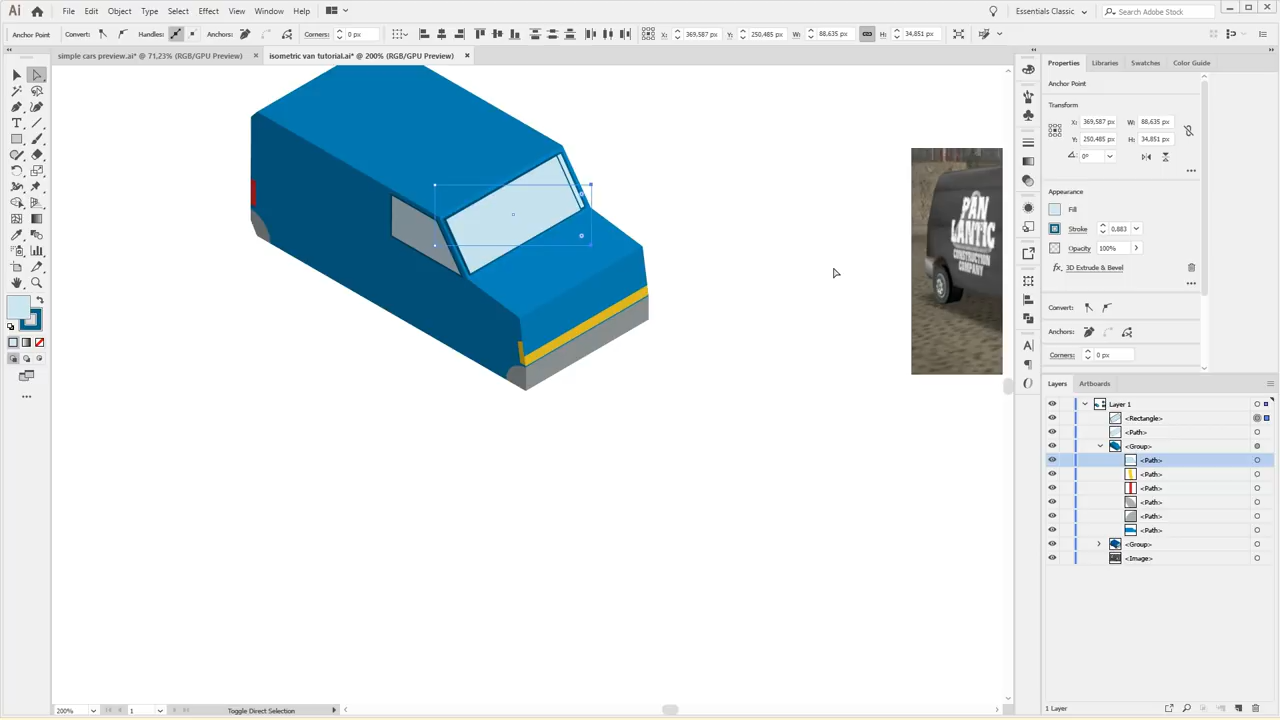 Ai File Edit Object Type Select Effect View Window Help Essentials Classic Search Adobe Stock
Anchor Point Convert: Handles: Anchors: Corners: 0 px X: 369,587 px Y: 250.485 px W: 88,635 px H: 34.851 px
simple cars preview.ai* @ 71,23% (RGB/GPU Preview) × isometric van tutorial.ai* @ 200% (RGB/GPU Preview) ×
Properties Libraries Swatches Color Guide
Anchor Point
Transform
X: 369,587 px W: 88,635 px
Y: 250.485 px H: 34.851 px
0°
Appearance
Fill
Stroke 0.883
Opacity 100%
fx 3D Extrude & Bevel
Convert:
Anchors:
Corners: 0 px
Layers Artboards
Layer 1
<Rectangle>
<Path>
<Group>
<Path>
<Path>
<Path>
<Path>
<Path>
<Path>
<Group>
<Image>
1 Layer
PAN
LANTIC
CONSTRUCTION
COMPANY
200% 1 Toggle Direct Selection